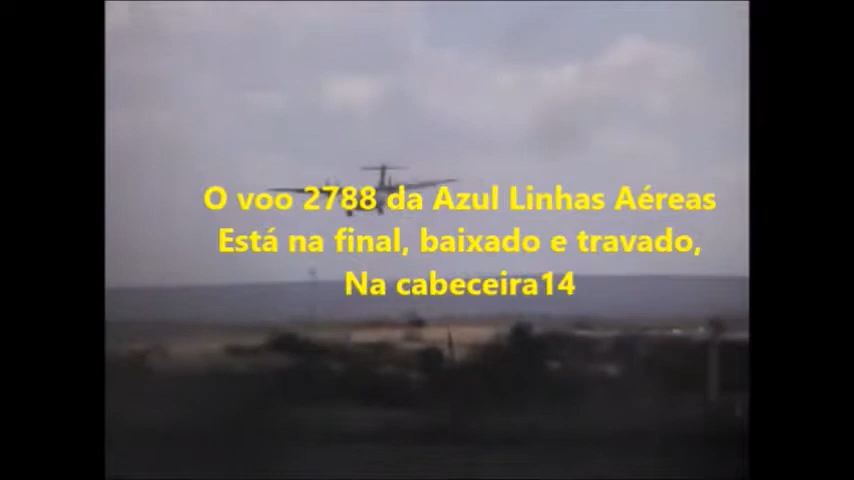 O voo 2788 da Azul Linhas Aéreas
Está na final, baixado e travado,
Na cabeceira14